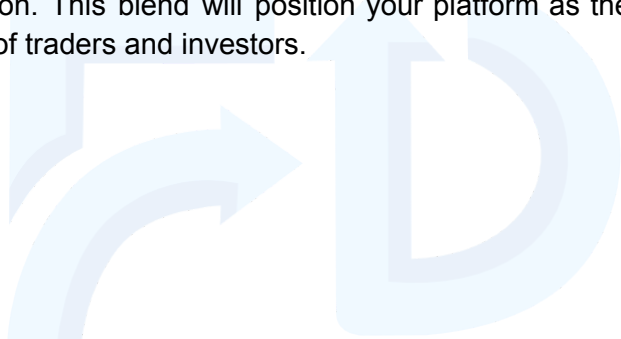 on. This blend will position your platform as the
of traders and investors.